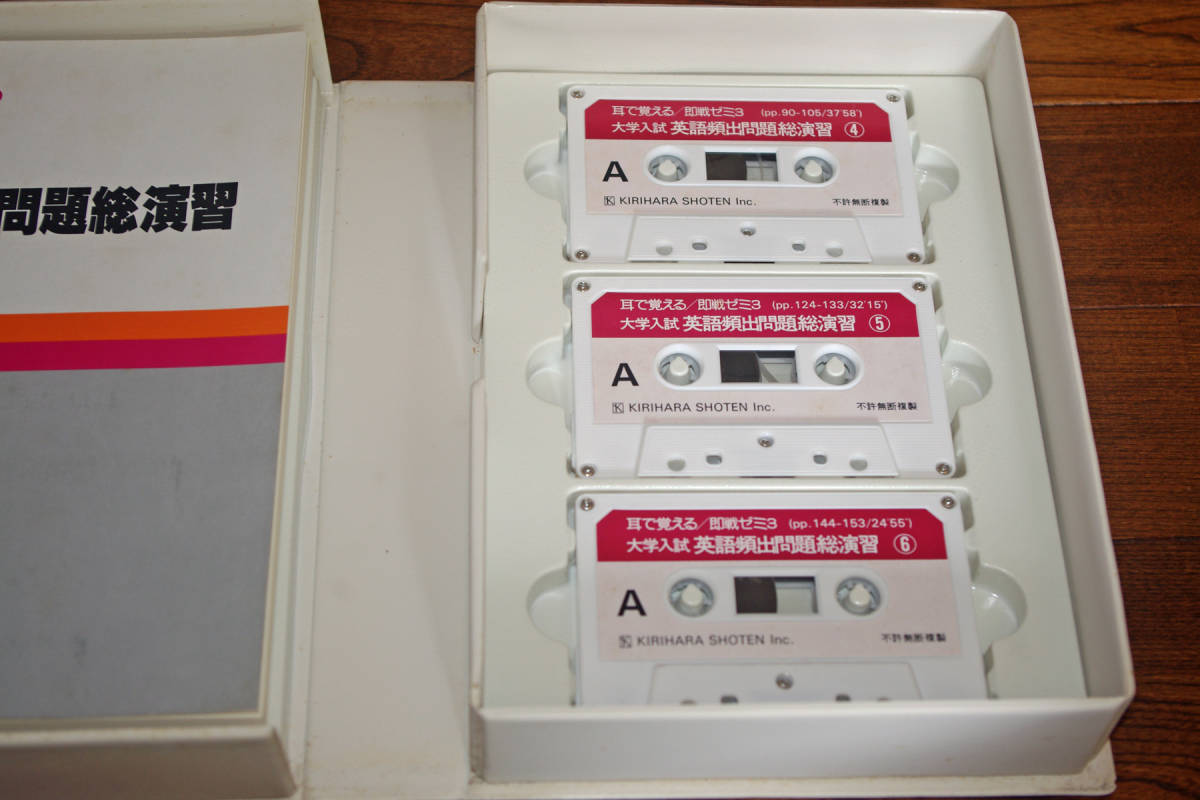 問題総演習
耳で覚える/即戦ゼミ3 (pp.90-105/37'58")
大学入試 英語頻出問題総演習 ④
A
KIRIHARA SHOTEN Inc. 不許無断複製
耳で覚える/即戦ゼミ3 (pp.124-133/32'15")
大学入試 英語頻出問題総演習 ⑤
A
KIRIHARA SHOTEN Inc. 不許無断複製
耳で覚える/即戦ゼミ3 (pp.144-153/24'55")
大学入試 英語頻出問題総演習 ⑥
A
KIRIHARA SHOTEN Inc. 不許無断複製